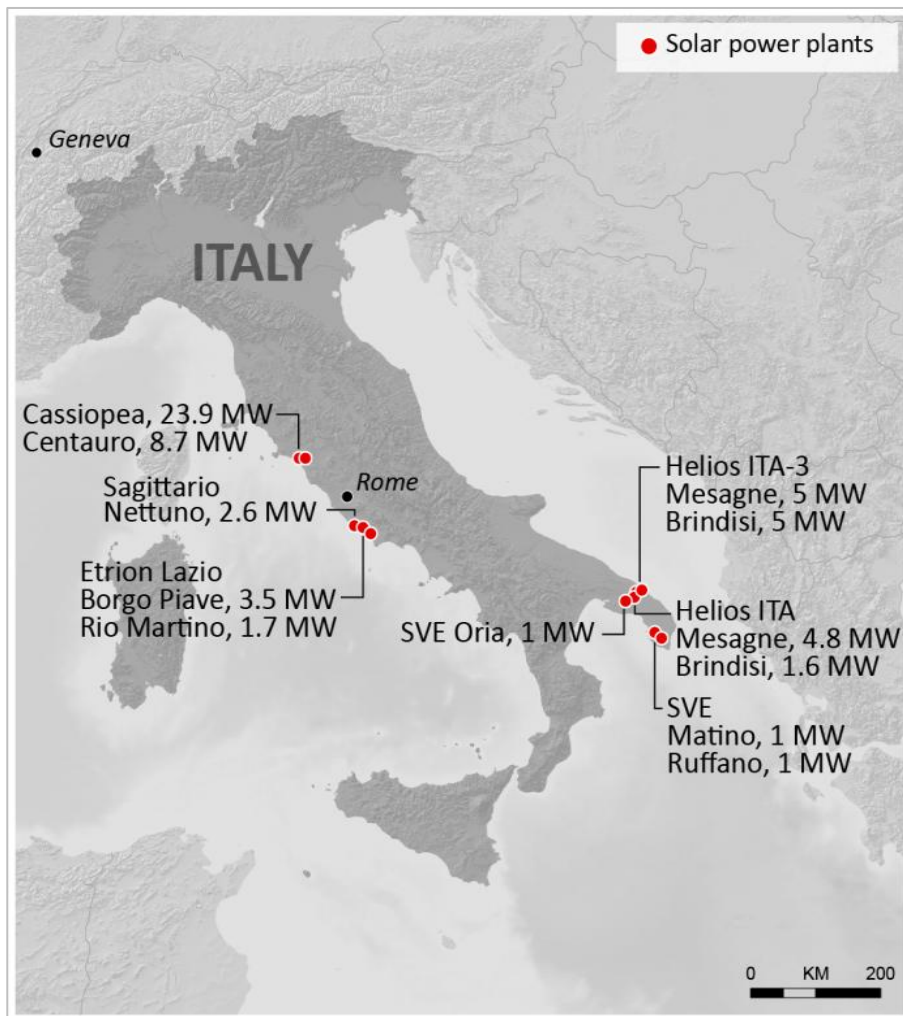 Solar power plants
Geneva
ITALY
Cassiopea, 23.9 MW
Centauro, 8.7 MW
Rome
Sagittario
Nettuno, 2.6 MW
Helios ITA-3
Mesagne, 5 MW
Brindisi, 5 MW
Etrion Lazio
Borgo Piave, 3.5 MW
Rio Martino, 1.7 MW
SVE Oria, 1 MW
Helios ITA
Mesagne, 4.8 MW
Brindisi, 1.6 MW
SVE
Matino, 1 MW
Ruffano, 1 MW
0 KM 200